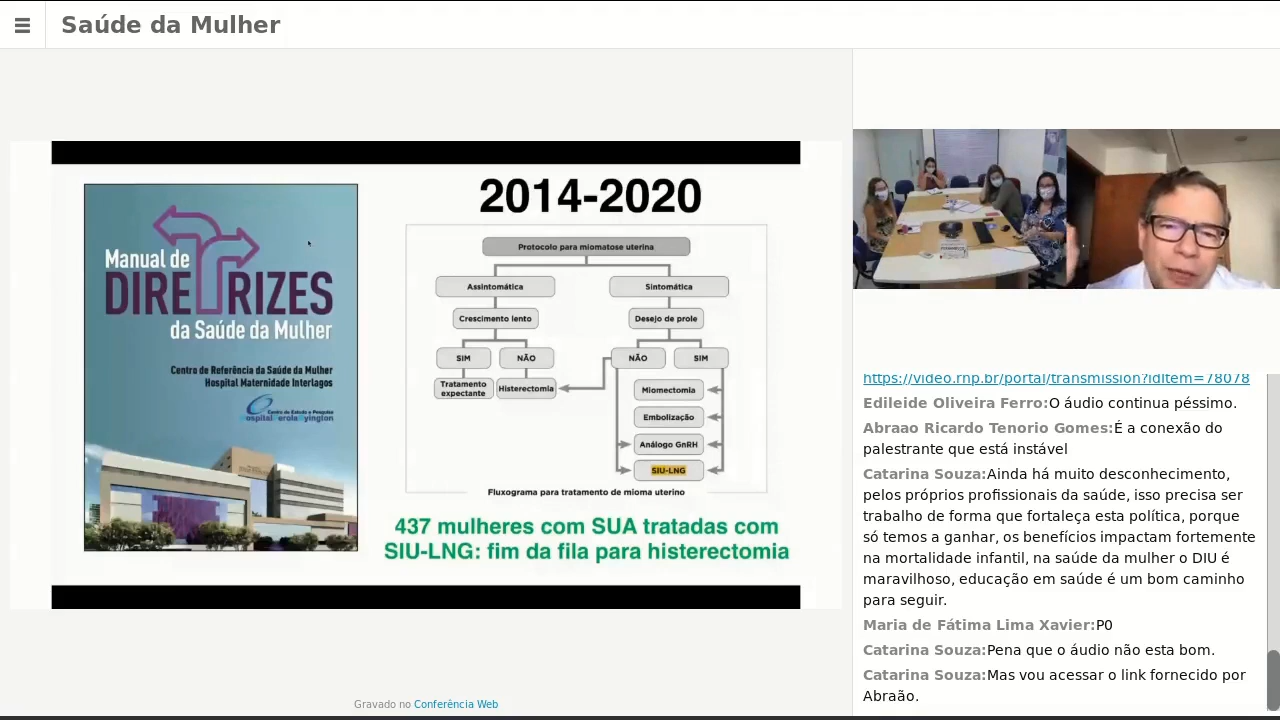 Saúde da Mulher
Manual de
DIRETRIZES
da Saúde da Mulher
Centro de Referência da Saúde da Mulher
Hospital Maternidade Interlagos
Centro de Estudo e Pesquisa
HospitalPerolaByington
2014-2020
Protocolo para miomatose uterina
Assintomática
Sintomática
Crescimento lento
Desejo de prole
SIM
NÃO
NÃO
SIM
Tratamento
expectante
Histerectomia
Miomectomia
Embolização
Análogo GnRH
SIU-LNG
Fluxograma para tratamento de mioma uterino
437 mulheres com SUA tratadas com
SIU-LNG: fim da fila para histerectomia
Gravado no Conferência Web
https://video.rnp.br/portal/transmission?idItem=78078
Edileide Oliveira Ferro:O áudio continua péssimo.
Abraao Ricardo Tenorio Gomes:É a conexão do
palestrante que está instável
Catarina Souza:Ainda há muito desconhecimento,
pelos próprios profissionais da saúde, isso precisa ser
trabalho de forma que fortaleça esta política, porque
só temos a ganhar, os benefícios impactam fortemente
na mortalidade infantil, na saúde da mulher o DIU é
maravilhoso, educação em saúde é um bom caminho
para seguir.
Maria de Fátima Lima Xavier:P0
Catarina Souza:Pena que o áudio não esta bom.
Catarina Souza:Mas vou acessar o link fornecido por
Abraão.